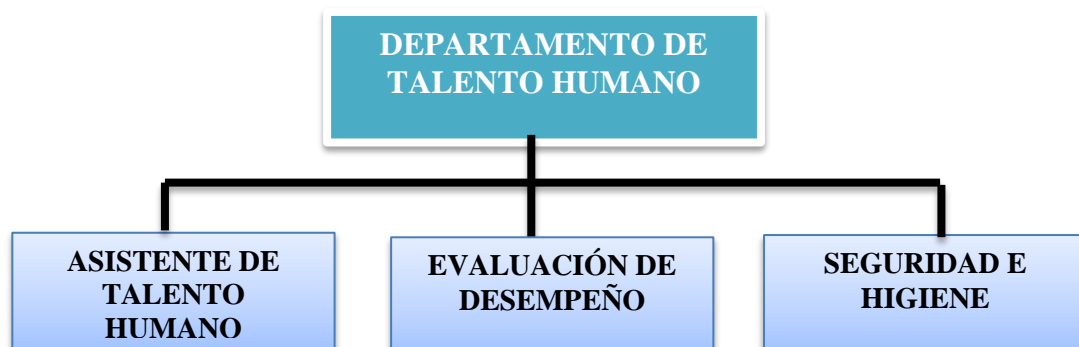 DEPARTAMENTO DE
TALENTO HUMANO
ASISTENTE DE
TALENTO
HUMANO
EVALUACIÓN DE
DESEMPEÑO
SEGURIDAD E
HIGIENE